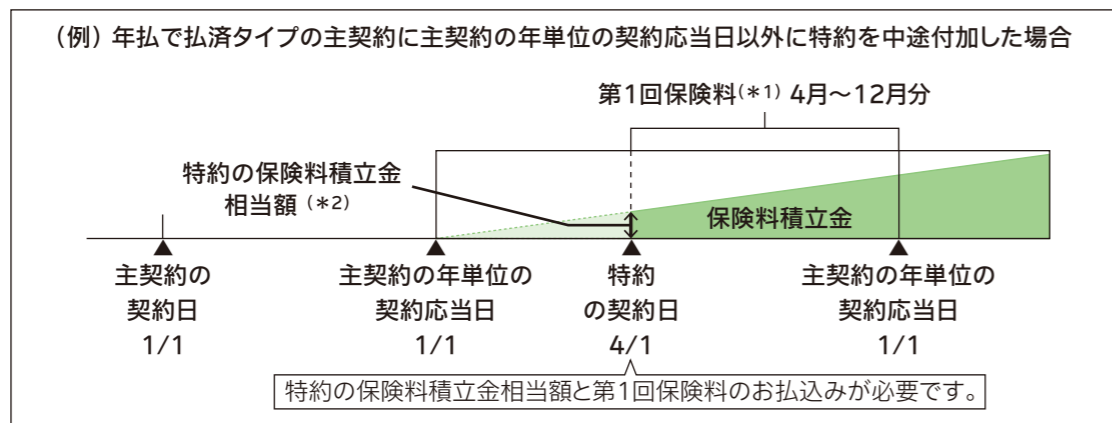 （例）年払で払済タイプの主契約に主契約の年単位の契約応当日以外に特約を中途付加した場合
第1回保険料(＊1) 4月～12月分
特約の保険料積立金
相当額（＊2）
保険料積立金
主契約の
契約日
1/1
主契約の年単位の
契約応当日
1/1
特約
の契約日
4/1
主契約の年単位の
契約応当日
1/1
特約の保険料積立金相当額と第1回保険料のお払込みが必要です。